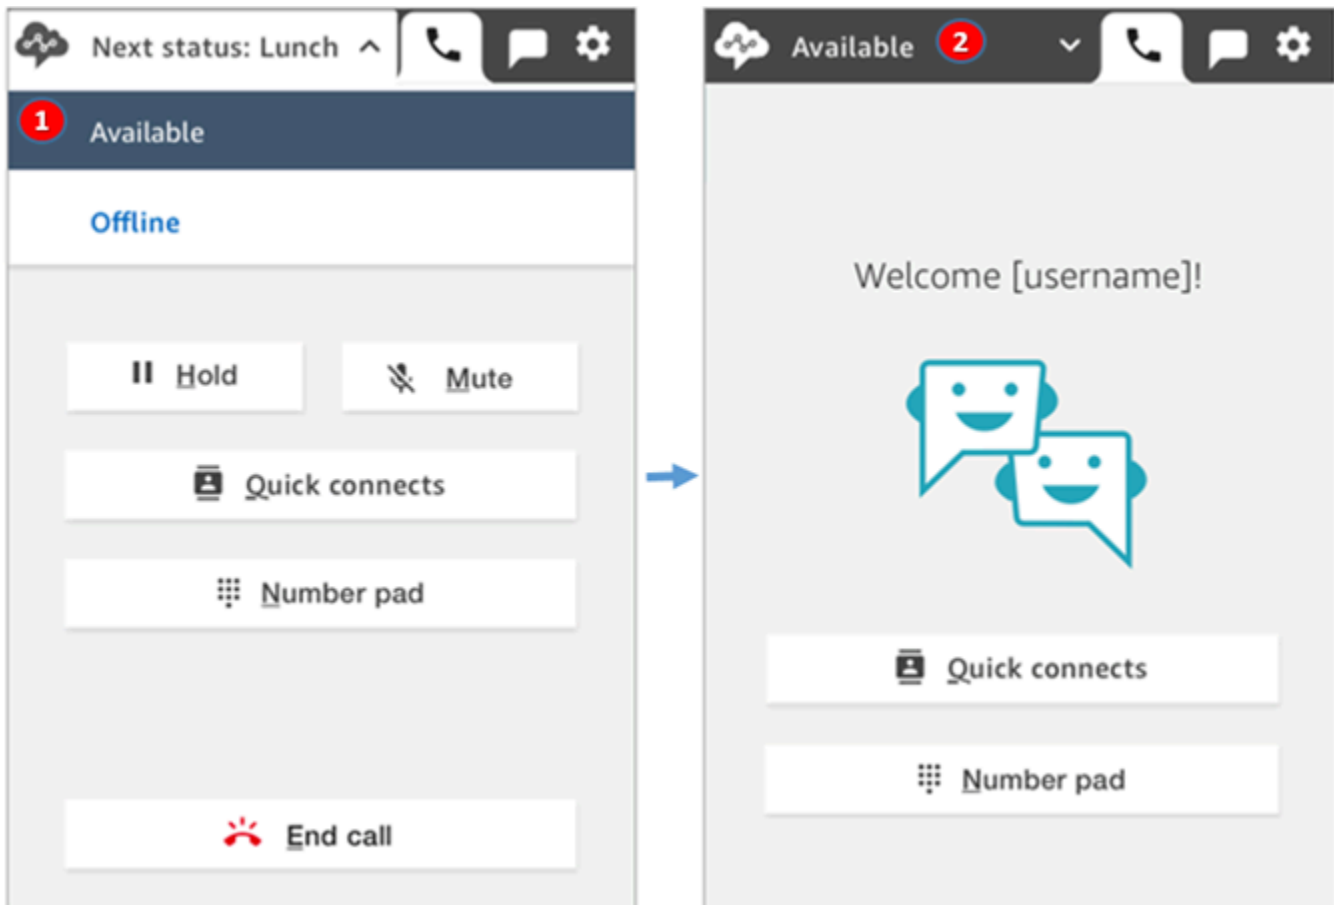 Next status: Lunch
1 Available
Offline
Hold
Mute
Quick connects
Number pad
End call
Available 2
Welcome [username]!
Quick connects
Number pad